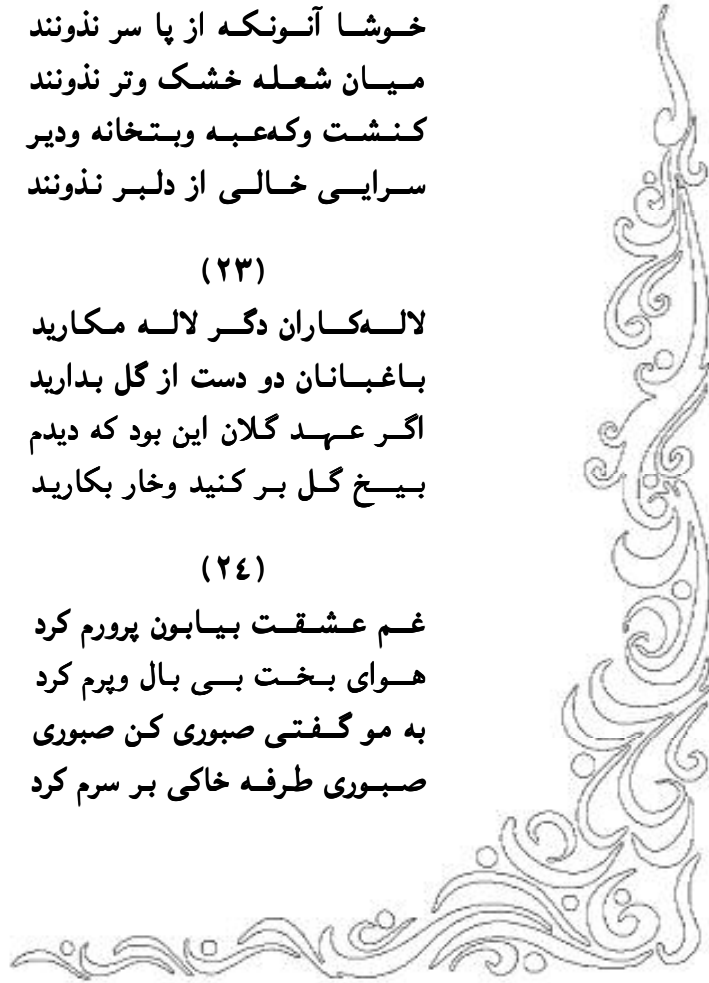 خوشا آنونکه از پا سر نذونند
میان شعله خشک وتر نذونند
کنشت وکەعبه وبتخانه ودیر
سرایی خالی از دلبر نذونند
(۲۳)
لالەکاران دگر لاله مکارید
باغبانان دو دست از گل بدارید
اگر عهد گلان این بود که دیدم
بیخ گل بر کنید وخار بکارید
(۲٤)
غم عشقت بیابون پرورم کرد
هوای بخت بی بال وپرم کرد
به مو گفتی صبوری کن صبوری
صبوری طرفه خاکی بر سرم کرد